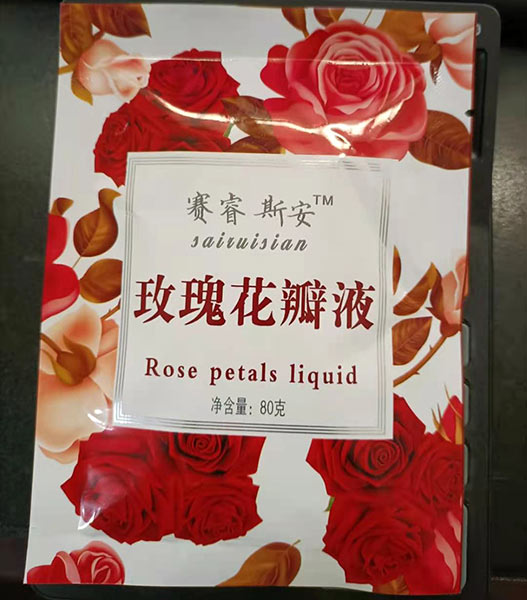 赛睿斯安™
sairuisian
玫瑰花瓣液
Rose petals liquid
净含量：80克